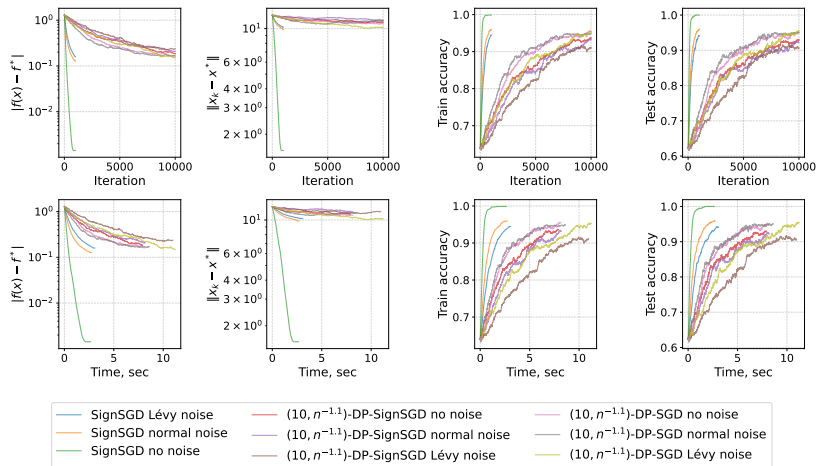 10⁰
10⁻¹
10⁻²
|f(x) − f*|
0 5000 10000
Iteration
10¹
6 × 10⁰
4 × 10⁰
3 × 10⁰
2 × 10⁰
‖x_k − x*‖
0 5000 10000
Iteration
1.0
0.9
0.8
0.7
Train accuracy
0 5000 10000
Iteration
1.0
0.9
0.8
0.7
0.6
Test accuracy
0 5000 10000
Iteration
10⁰
10⁻¹
10⁻²
|f(x) − f*|
0 5 10
Time, sec
10¹
6 × 10⁰
4 × 10⁰
3 × 10⁰
2 × 10⁰
‖x_k − x*‖
0 5 10
Time, sec
1.0
0.9
0.8
0.7
Train accuracy
0 5 10
Time, sec
1.0
0.9
0.8
0.7
0.6
Test accuracy
0 5 10
Time, sec
SignSGD Lévy noise
SignSGD normal noise
SignSGD no noise
(10, n⁻¹·¹)-DP-SignSGD no noise
(10, n⁻¹·¹)-DP-SignSGD normal noise
(10, n⁻¹·¹)-DP-SignSGD Lévy noise
(10, n⁻¹·¹)-DP-SGD no noise
(10, n⁻¹·¹)-DP-SGD normal noise
(10, n⁻¹·¹)-DP-SGD Lévy noise